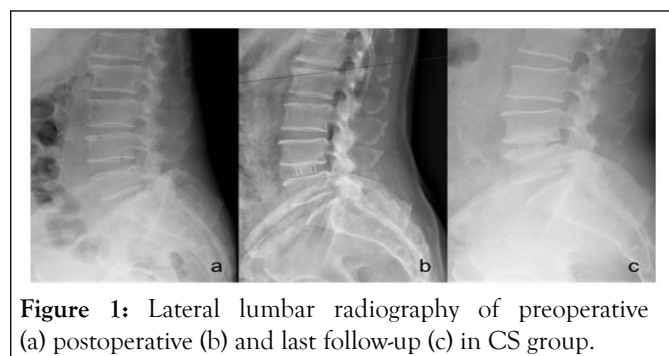 a b c
Figure 1: Lateral lumbar radiography of preoperative
(a) postoperative (b) and last follow-up (c) in CS group.